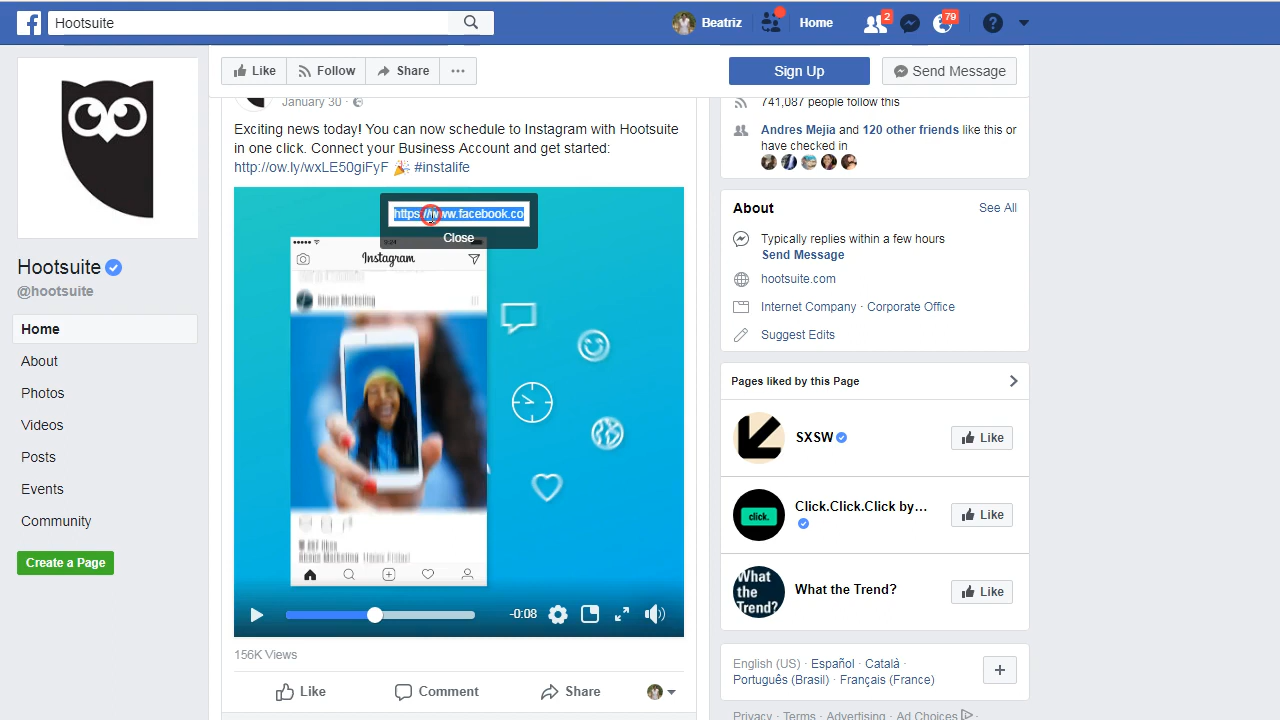 Hootsuite
Beatriz
Home
2
79
Like
Follow
Share
Sign Up
Send Message
Hootsuite
@hootsuite
Home
About
Photos
Videos
Posts
Events
Community
Create a Page
January 30 ·
Exciting news today! You can now schedule to Instagram with Hootsuite
in one click. Connect your Business Account and get started:
http://ow.ly/wxLE50giFyF 🎉 #instalife
https://www.facebook.co
Close
Instagram
-0:08
156K Views
Like
Comment
Share
741,087 people follow this
Andres Mejia and 120 other friends like this or
have checked in
About
See All
Typically replies within a few hours
Send Message
hootsuite.com
Internet Company · Corporate Office
Suggest Edits
Pages liked by this Page
SXSW
Like
Click.Click.Click by...
click.
Like
What
the
Trend?
What the Trend?
Like
English (US) · Español · Català ·
Português (Brasil) · Français (France)
Privacy · Terms · Advertising · Ad Choices ·